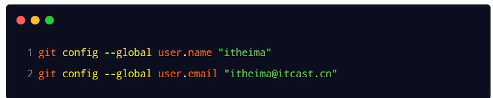 1 git config --global user.name "itheima"
2 git config --global user.email "itheima@itcast.cn"